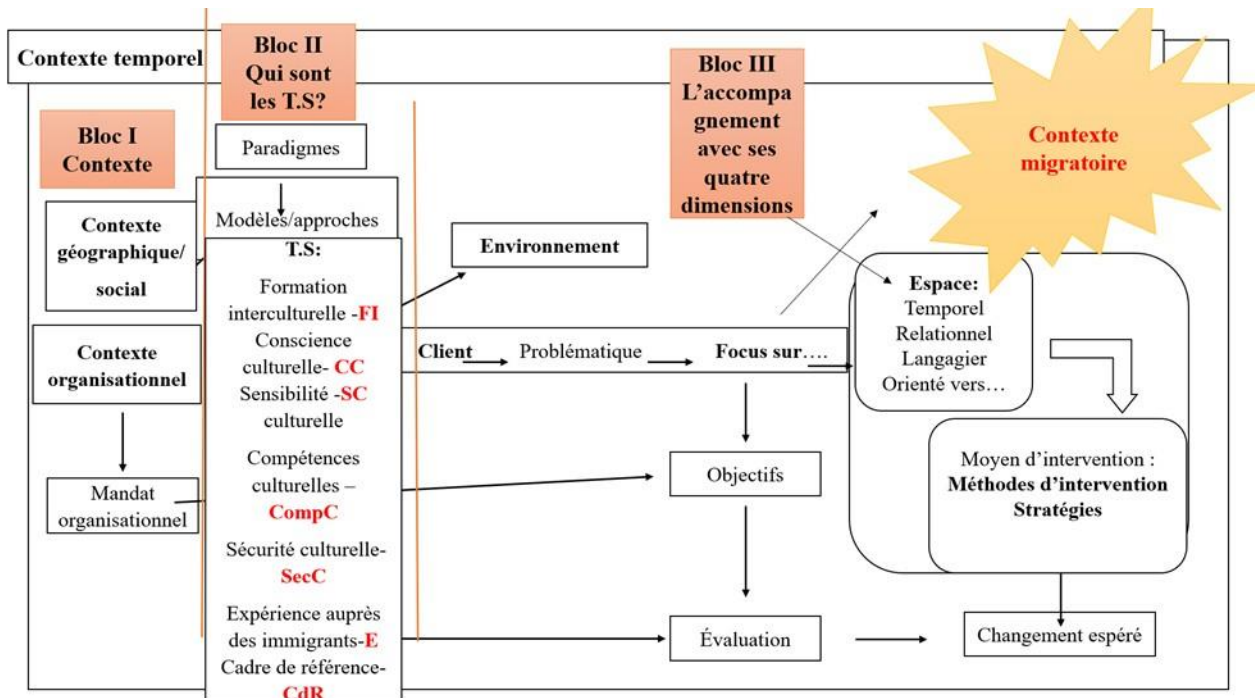 Contexte temporel
Bloc I
Contexte
Contexte
géographique/
social
Contexte
organisationnel
Mandat
organisationnel
Bloc II
Qui sont
les T.S?
Paradigmes
Modèles/approches
T.S:
Formation
interculturelle -FI
Conscience
culturelle- CC
Sensibilité -SC
culturelle
Compétences
culturelles –
CompC
Sécurité culturelle-
SecC
Expérience auprès
des immigrants-E
Cadre de référence-
CdR
Environnement
Client
Problématique
Focus sur….
Objectifs
Évaluation
Bloc III
L’accompa
gnement
avec ses
quatre
dimensions
Contexte
migratoire
Espace:
Temporel
Relationnel
Langagier
Orienté vers…
Moyen d’intervention :
Méthodes d’intervention
Stratégies
Changement espéré